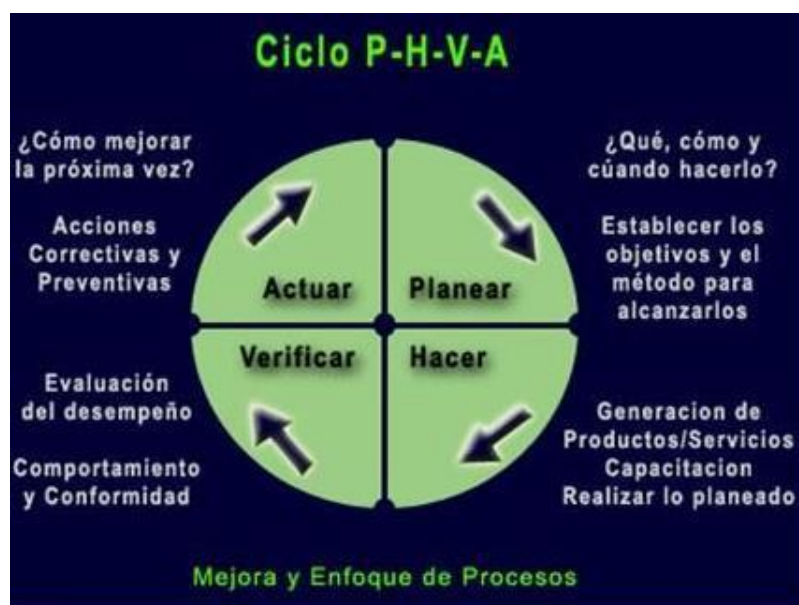 Ciclo P-H-V-A
¿Cómo mejorar
la próxima vez?
Acciones
Correctivas y
Preventivas
¿Qué, cómo y
cúando hacerlo?
Establecer los
objetivos y el
método para
alcanzarlos
Actuar
Planear
Verificar
Hacer
Evaluación
del desempeño
Comportamiento
y Conformidad
Generacion de
Productos/Servicios
Capacitacion
Realizar lo planeado
Mejora y Enfoque de Procesos